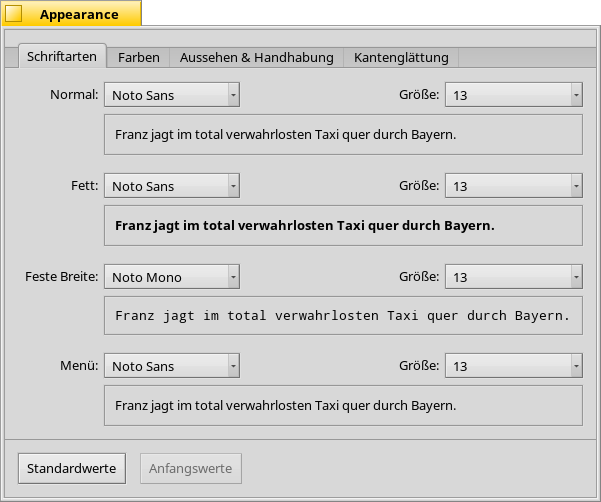 Appearance
Schriftarten Farben Aussehen & Handhabung Kantenglättung
Normal: Noto Sans Größe: 13
Franz jagt im total verwahrlosten Taxi quer durch Bayern.
Fett: Noto Sans Größe: 13
Franz jagt im total verwahrlosten Taxi quer durch Bayern.
Feste Breite: Noto Mono Größe: 13
Franz jagt im total verwahrlosten Taxi quer durch Bayern.
Menü: Noto Sans Größe: 13
Franz jagt im total verwahrlosten Taxi quer durch Bayern.
Standardwerte Anfangswerte